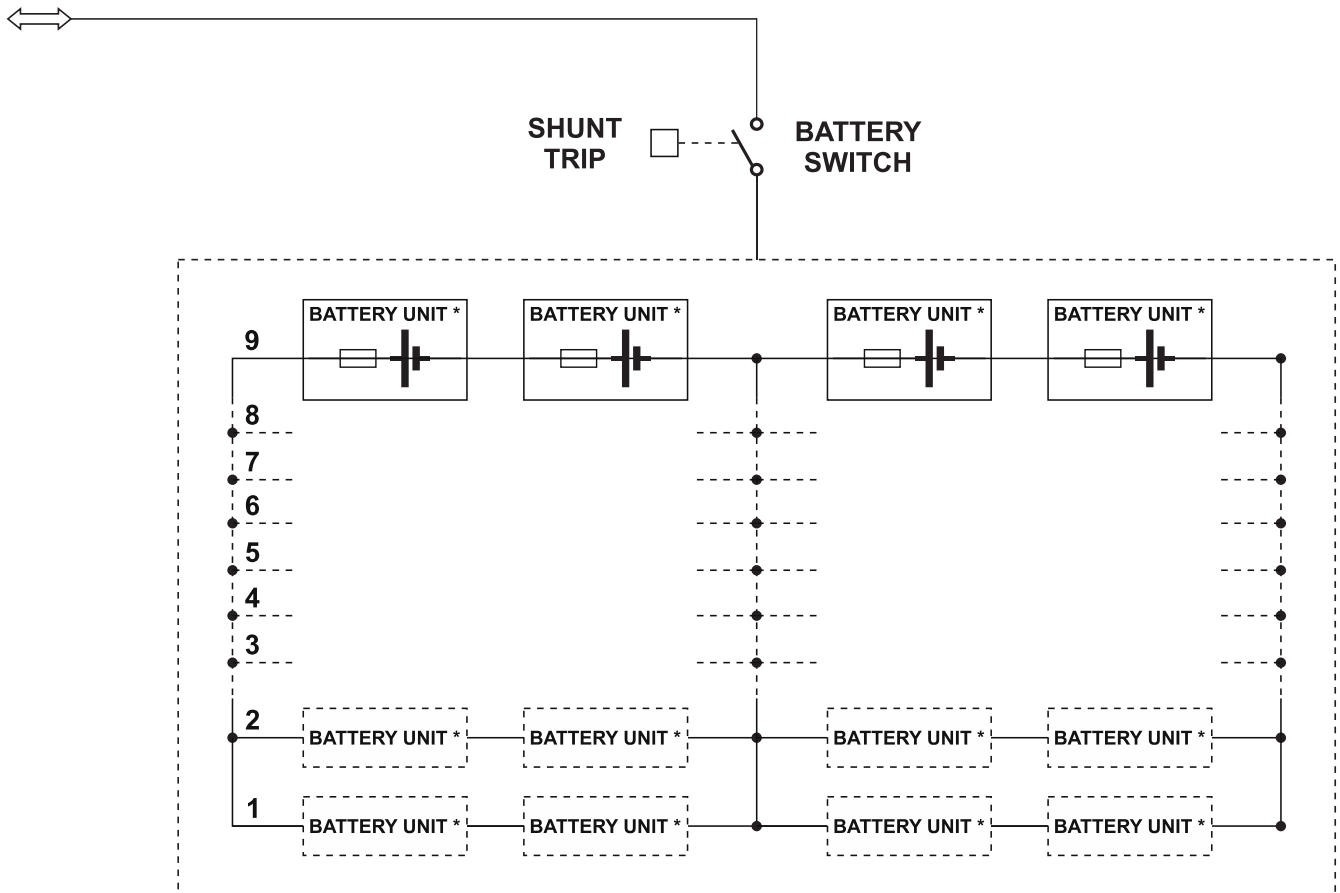 SHUNT
TRIP
BATTERY
SWITCH
BATTERY UNIT * BATTERY UNIT * BATTERY UNIT * BATTERY UNIT *
9
8
7
6
5
4
3
2 BATTERY UNIT * BATTERY UNIT * BATTERY UNIT * BATTERY UNIT *
1 BATTERY UNIT * BATTERY UNIT * BATTERY UNIT * BATTERY UNIT *